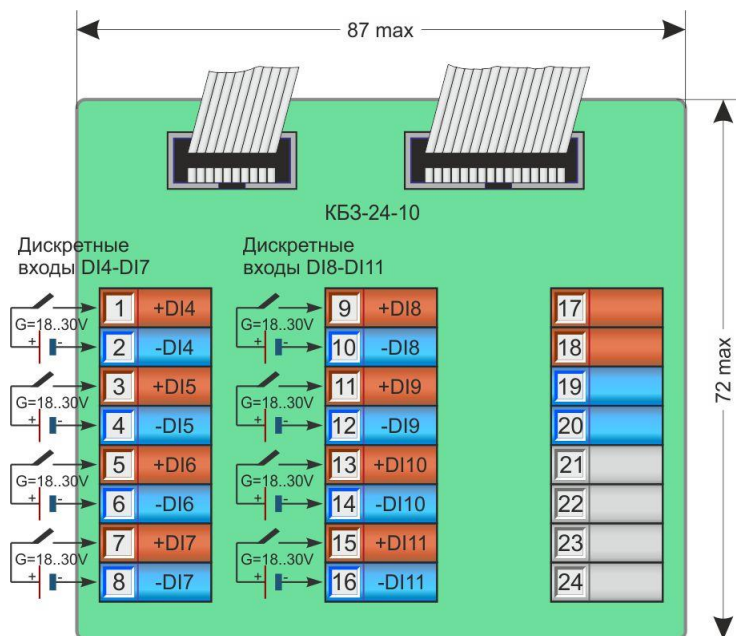 87 max
КБЗ-24-10
72 max
Дискретные
входы DI4-DI7
G=18..30V
+ -
1 +DI4
2 -DI4
G=18..30V
+ -
3 +DI5
4 -DI5
G=18..30V
+ -
5 +DI6
6 -DI6
G=18..30V
+ -
7 +DI7
8 -DI7
Дискретные
входы DI8-DI11
G=18..30V
+ -
9 +DI8
10 -DI8
G=18..30V
+ -
11 +DI9
12 -DI9
G=18..30V
+ -
13 +DI10
14 -DI10
G=18..30V
+ -
15 +DI11
16 -DI11
17
18
19
20
21
22
23
24